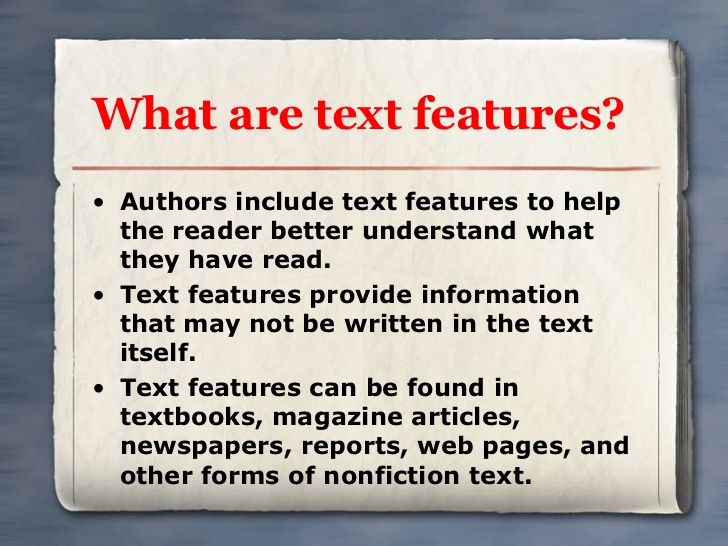 What are text features?
• Authors include text features to help
the reader better understand what
they have read.
• Text features provide information
that may not be written in the text
itself.
• Text features can be found in
textbooks, magazine articles,
newspapers, reports, web pages, and
other forms of nonfiction text.